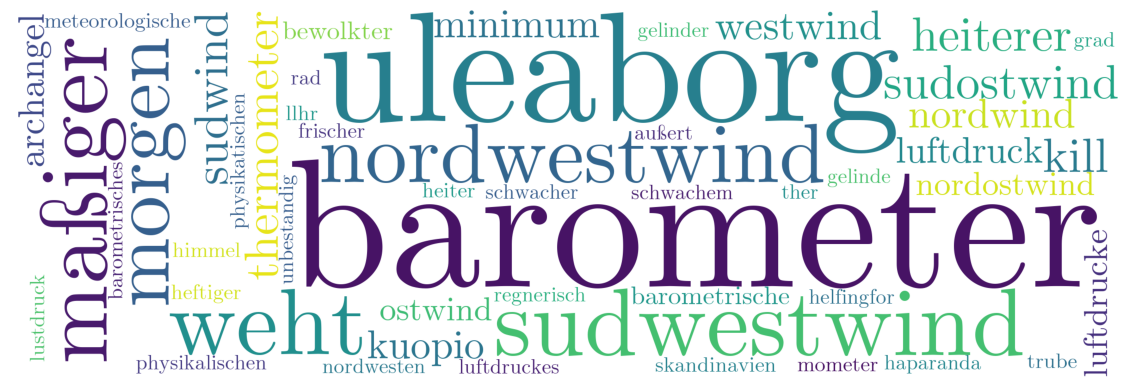 meteorologische
archangel
maßiger
barometrisches
lustdruck
morgen
sudwind
physikatischen
thermometer
himmel
heftiger
unbestandig
bewolkter
rad
llhr
frischer
minimum
gelinder
westwind
heiterer
grad
uleaborg
sudostwind
nordwind
außert
nordwestwind
luftdruck
kill
heiter
schwacher
schwachem
ther
gelinde
nordostwind
barometer
luftdrucke
weht
ostwind
regnerisch
barometrische
helfingfor
kuopio
sudwestwind
physikalischen
nordwesten
luftdruckes
skandinavien
mometer
haparanda
trube